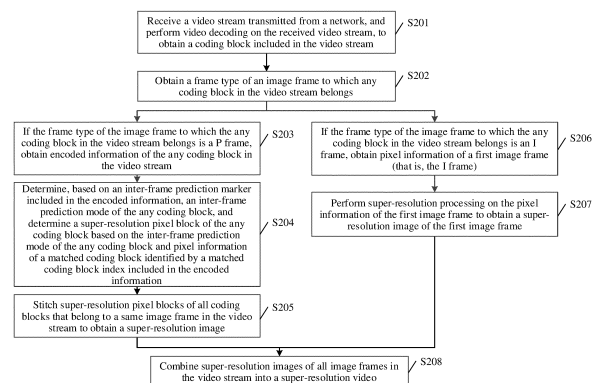 Receive a video stream transmitted from a network, and
perform video decoding on the received video stream, to
obtain a coding block included in the video stream
S201
Obtain a frame type of an image frame to which any
coding block in the video stream belongs
S202
If the frame type of the image frame to which the any
coding block in the video stream belongs is a P frame,
obtain encoded information of the any coding block in
the video stream
S203
Determine, based on an inter-frame prediction marker
included in the encoded information, an inter-frame
prediction mode of the any coding block, and
determine a super-resolution pixel block of the any
coding block based on the inter-frame prediction
mode of the any coding block and pixel information
of a matched coding block identified by a matched
coding block index included in the encoded
information
S204
Stitch super-resolution pixel blocks of all coding
blocks that belong to a same image frame in the video
stream to obtain a super-resolution image
S205
If the frame type of the image frame to which the any
coding block in the video stream belongs is an I
frame, obtain pixel information of a first image frame
(that is, the I frame)
S206
Perform super-resolution processing on the pixel
information of the first image frame to obtain a super-
resolution image of the first image frame
S207
Combine super-resolution images of all image frames in
the video stream into a super-resolution video
S208